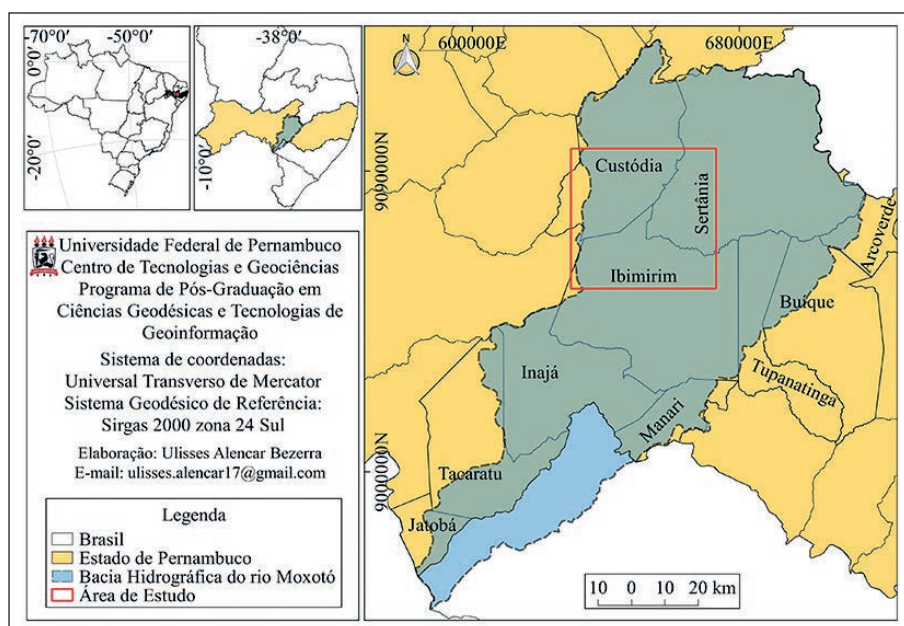 -70°0' -50°0'
0°0'
-20°0'
-38°0'
-10°0'
N
600000E 680000E
9090000N
9000000N
Custódia
Sertânia
Ibimirim
Arcoverde
Buíque
Tupanatinga
Inajá
Manari
Tacaratu
Jatobá
10 0 10 20 km
Universidade Federal de Pernambuco
Centro de Tecnologias e Geociências
Programa de Pós-Graduação em
Ciências Geodésicas e Tecnologias de
Geoinformação
Sistema de coordenadas:
Universal Transverso de Mercator
Sistema Geodésico de Referência:
Sirgas 2000 zona 24 Sul
Elaboração: Ulisses Alencar Bezerra
E-mail: ulisses.alencar17@gmail.com
Legenda
Brasil
Estado de Pernambuco
Bacia Hidrográfica do rio Moxotó
Área de Estudo